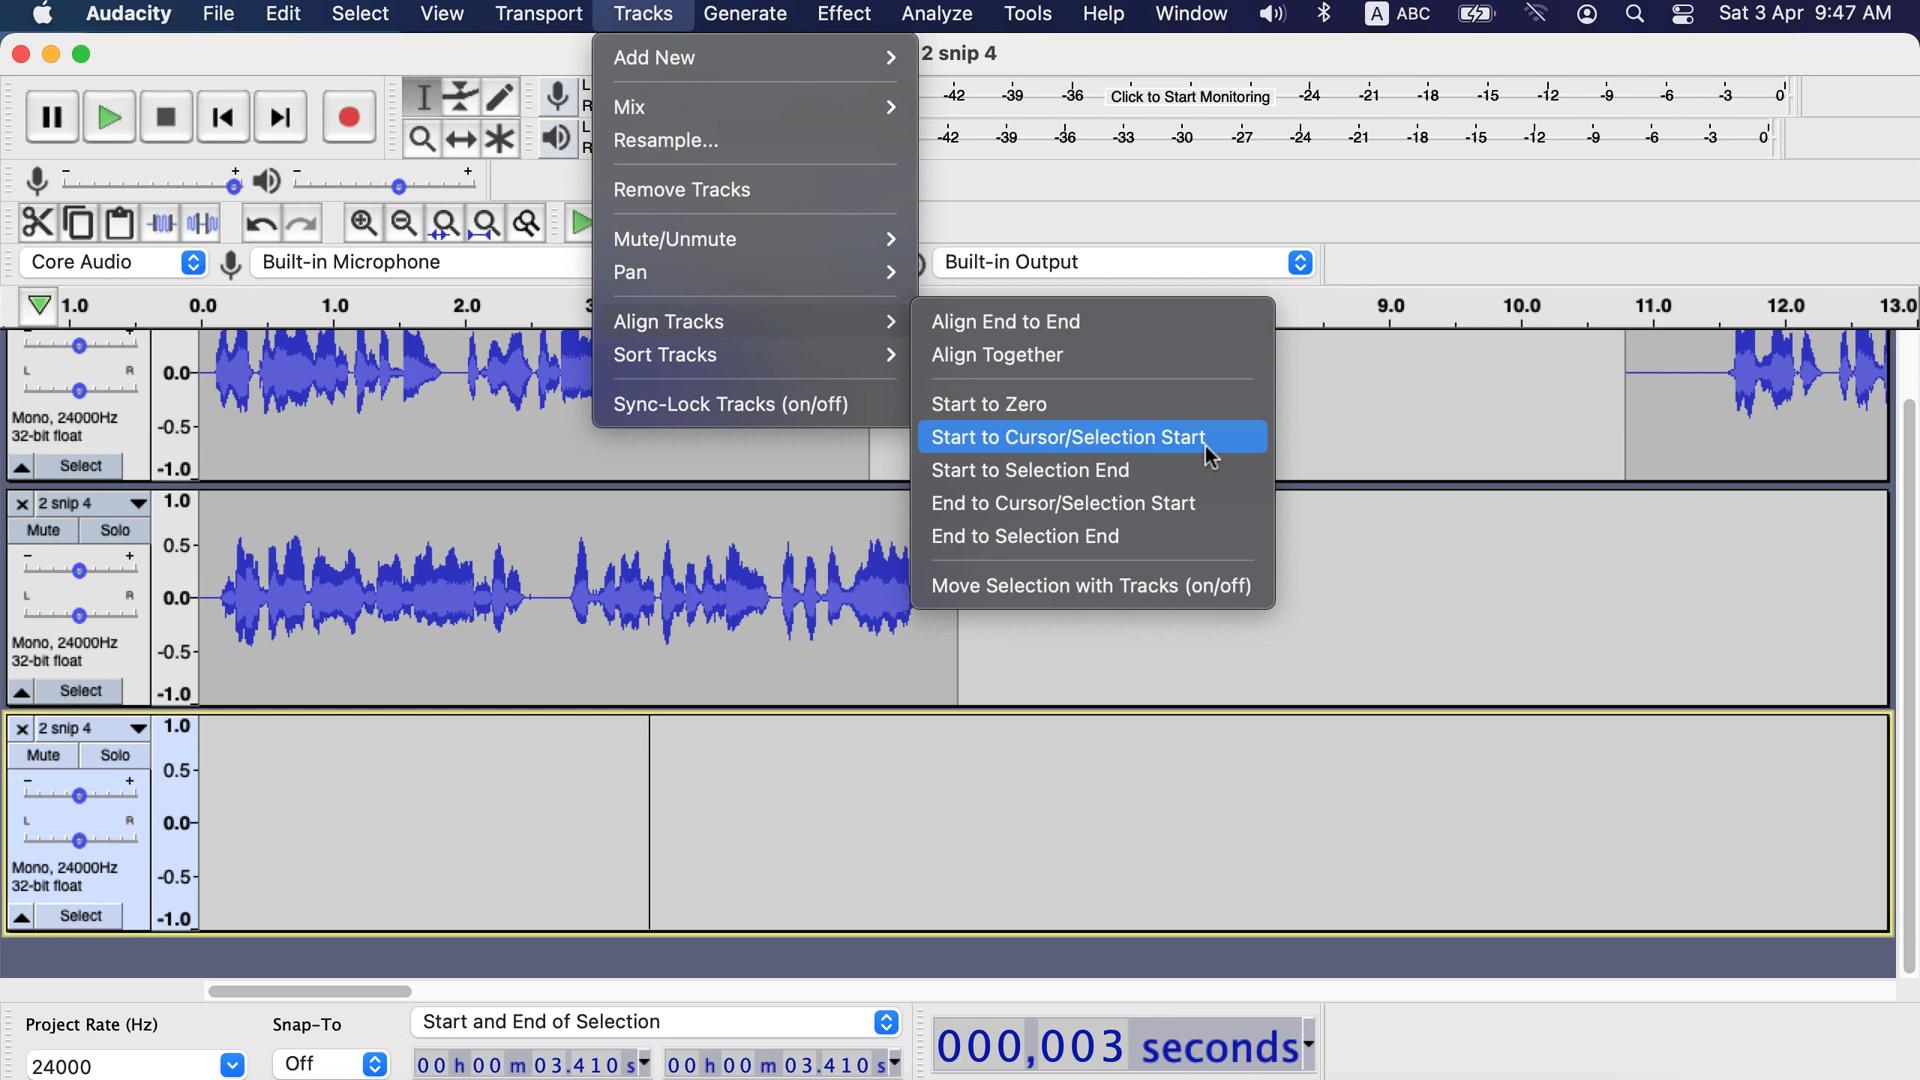 Audacity File Edit Select View Transport Tracks Generate Effect Analyze Tools Help Window A ABC Sat 3 Apr 9:47 AM
2 snip 4
Add New
Mix
Resample...
Remove Tracks
Mute/Unmute
Pan
Align Tracks
Sort Tracks
Sync-Lock Tracks (on/off)
L -42 -39 -36 Click to Start Monitoring -24 -21 -18 -15 -12 -9 -6 -3 0
R
L -42 -39 -36 -33 -30 -27 -24 -21 -18 -15 -12 -9 -6 -3 0
R
- + - +
Core Audio Built-in Microphone Built-in Output
1.0 0.0 1.0 2.0 9.0 10.0 11.0 12.0 13.0
Align End to End
Align Together
Start to Zero
Start to Cursor/Selection Start
Start to Selection End
End to Cursor/Selection Start
End to Selection End
Move Selection with Tracks (on/off)
- +
L R
Mono, 24000Hz
32-bit float
Select
0.0
-0.5
-1.0
2 snip 4
Mute Solo
- +
L R
Mono, 24000Hz
32-bit float
Select
1.0
0.5
0.0
-0.5
-1.0
2 snip 4
Mute Solo
- +
L R
Mono, 24000Hz
32-bit float
Select
1.0
0.5
0.0
-0.5
-1.0
Project Rate (Hz) Snap-To Start and End of Selection
24000 Off 00 h 00 m 03.410 s 00 h 00 m 03.410 s
000,003 seconds